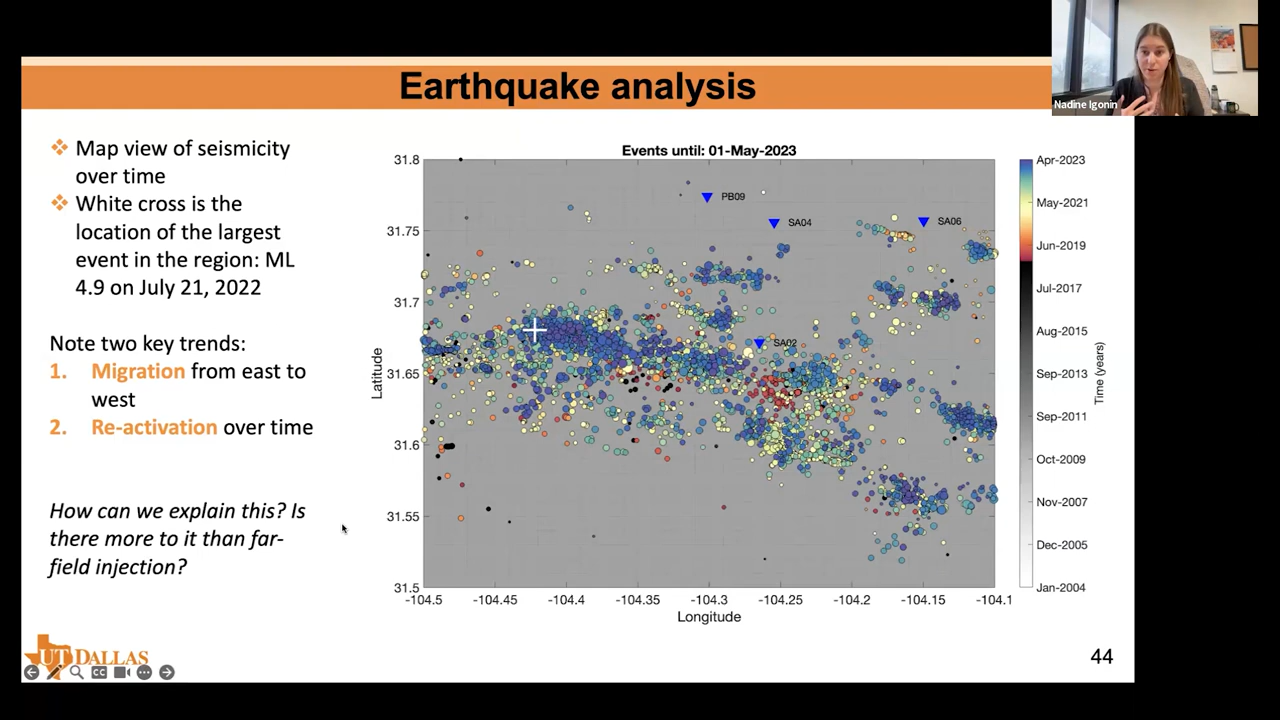 Earthquake analysis
Nadine Igonin
❖ Map view of seismicity
over time
❖ White cross is the
location of the largest
event in the region: ML
4.9 on July 21, 2022
Note two key trends:
1. Migration from east to
west
2. Re-activation over time
How can we explain this? Is
there more to it than far-
field injection?
Events until: 01-May-2023
31.8
31.75
31.7
31.65
31.6
31.55
31.5
Latitude
-104.5
-104.45
-104.4
-104.35
-104.3
-104.25
-104.2
-104.15
-104.1
Longitude
PB09
SA04
SA06
SA02
Apr-2023
May-2021
Jun-2019
Jul-2017
Aug-2015
Sep-2013
Sep-2011
Oct-2009
Nov-2007
Dec-2005
Jan-2004
Time (years)
UT DALLAS
CC
44